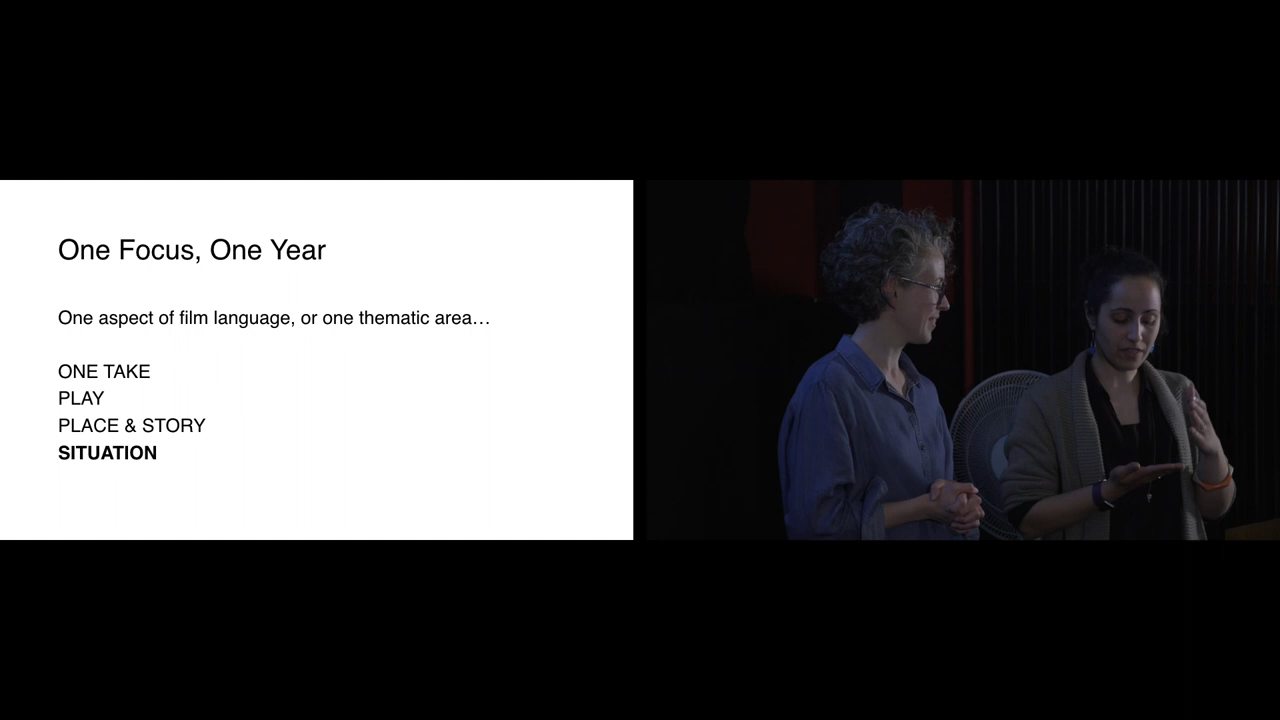 One Focus, One Year
One aspect of film language, or one thematic area…
ONE TAKE
PLAY
PLACE & STORY
SITUATION